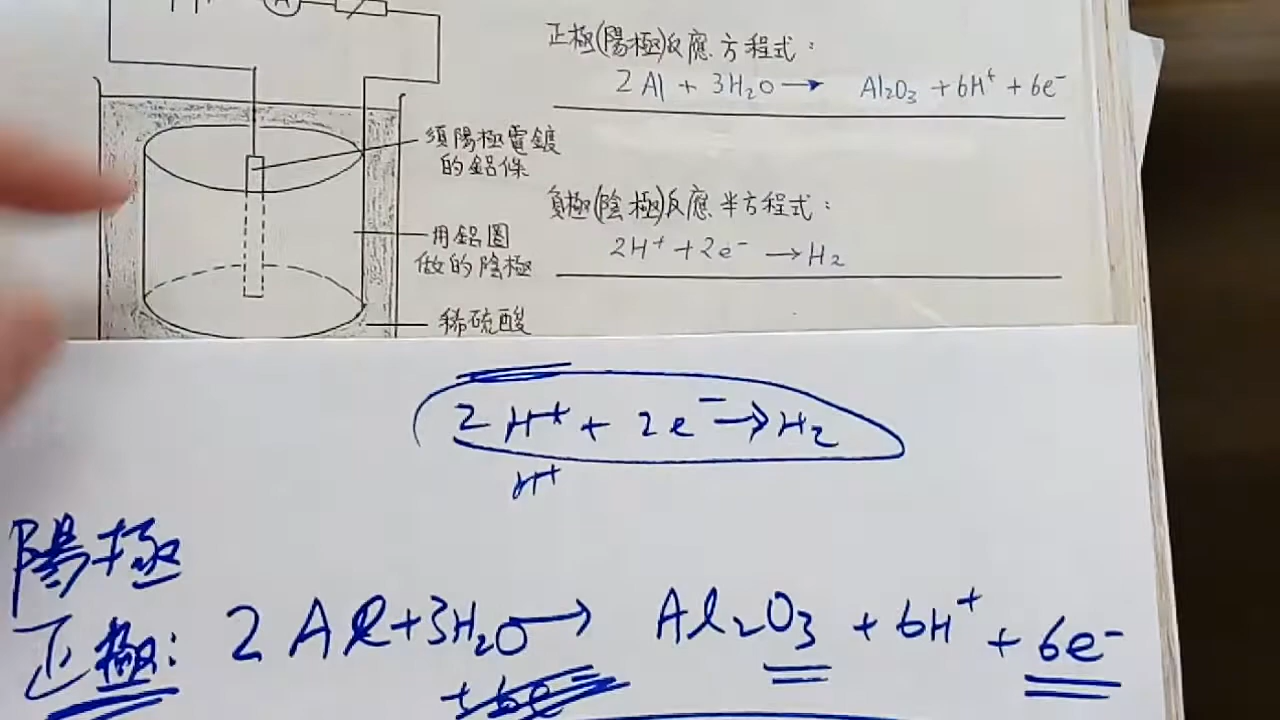 A
正極(陽極)反應方程式：
2Al + 3H₂O → Al₂O₃ + 6H⁺ + 6e⁻
須陽極電鍍
的鋁條
負極(陰極)反應半方程式：
2H⁺ + 2e⁻ → H₂
用鋁圈
做的陰極
稀硫酸
2H⁺ + 2e⁻ → H₂
H⁺
陽極
正極: 2Al + 3H₂O → Al₂O₃ + 6H⁺ + 6e⁻